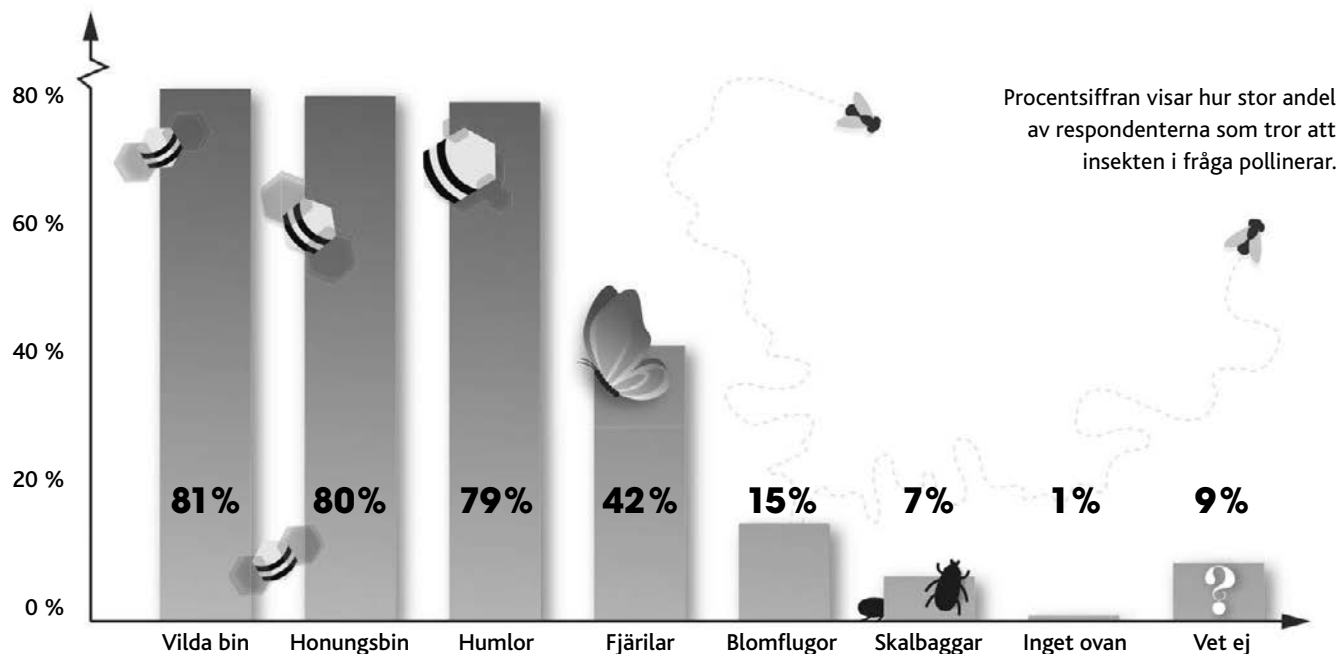 Procentsiffran visar hur stor andel
av respondenterna som tror att
insekten i fråga pollinerar.
80 %
60 %
40 %
20 %
0 %
81% 80% 79% 42% 15% 7% 1% 9%
?
Vilda bin Honungsbin Humlor Fjärilar Blomflugor Skalbaggar Inget ovan Vet ej